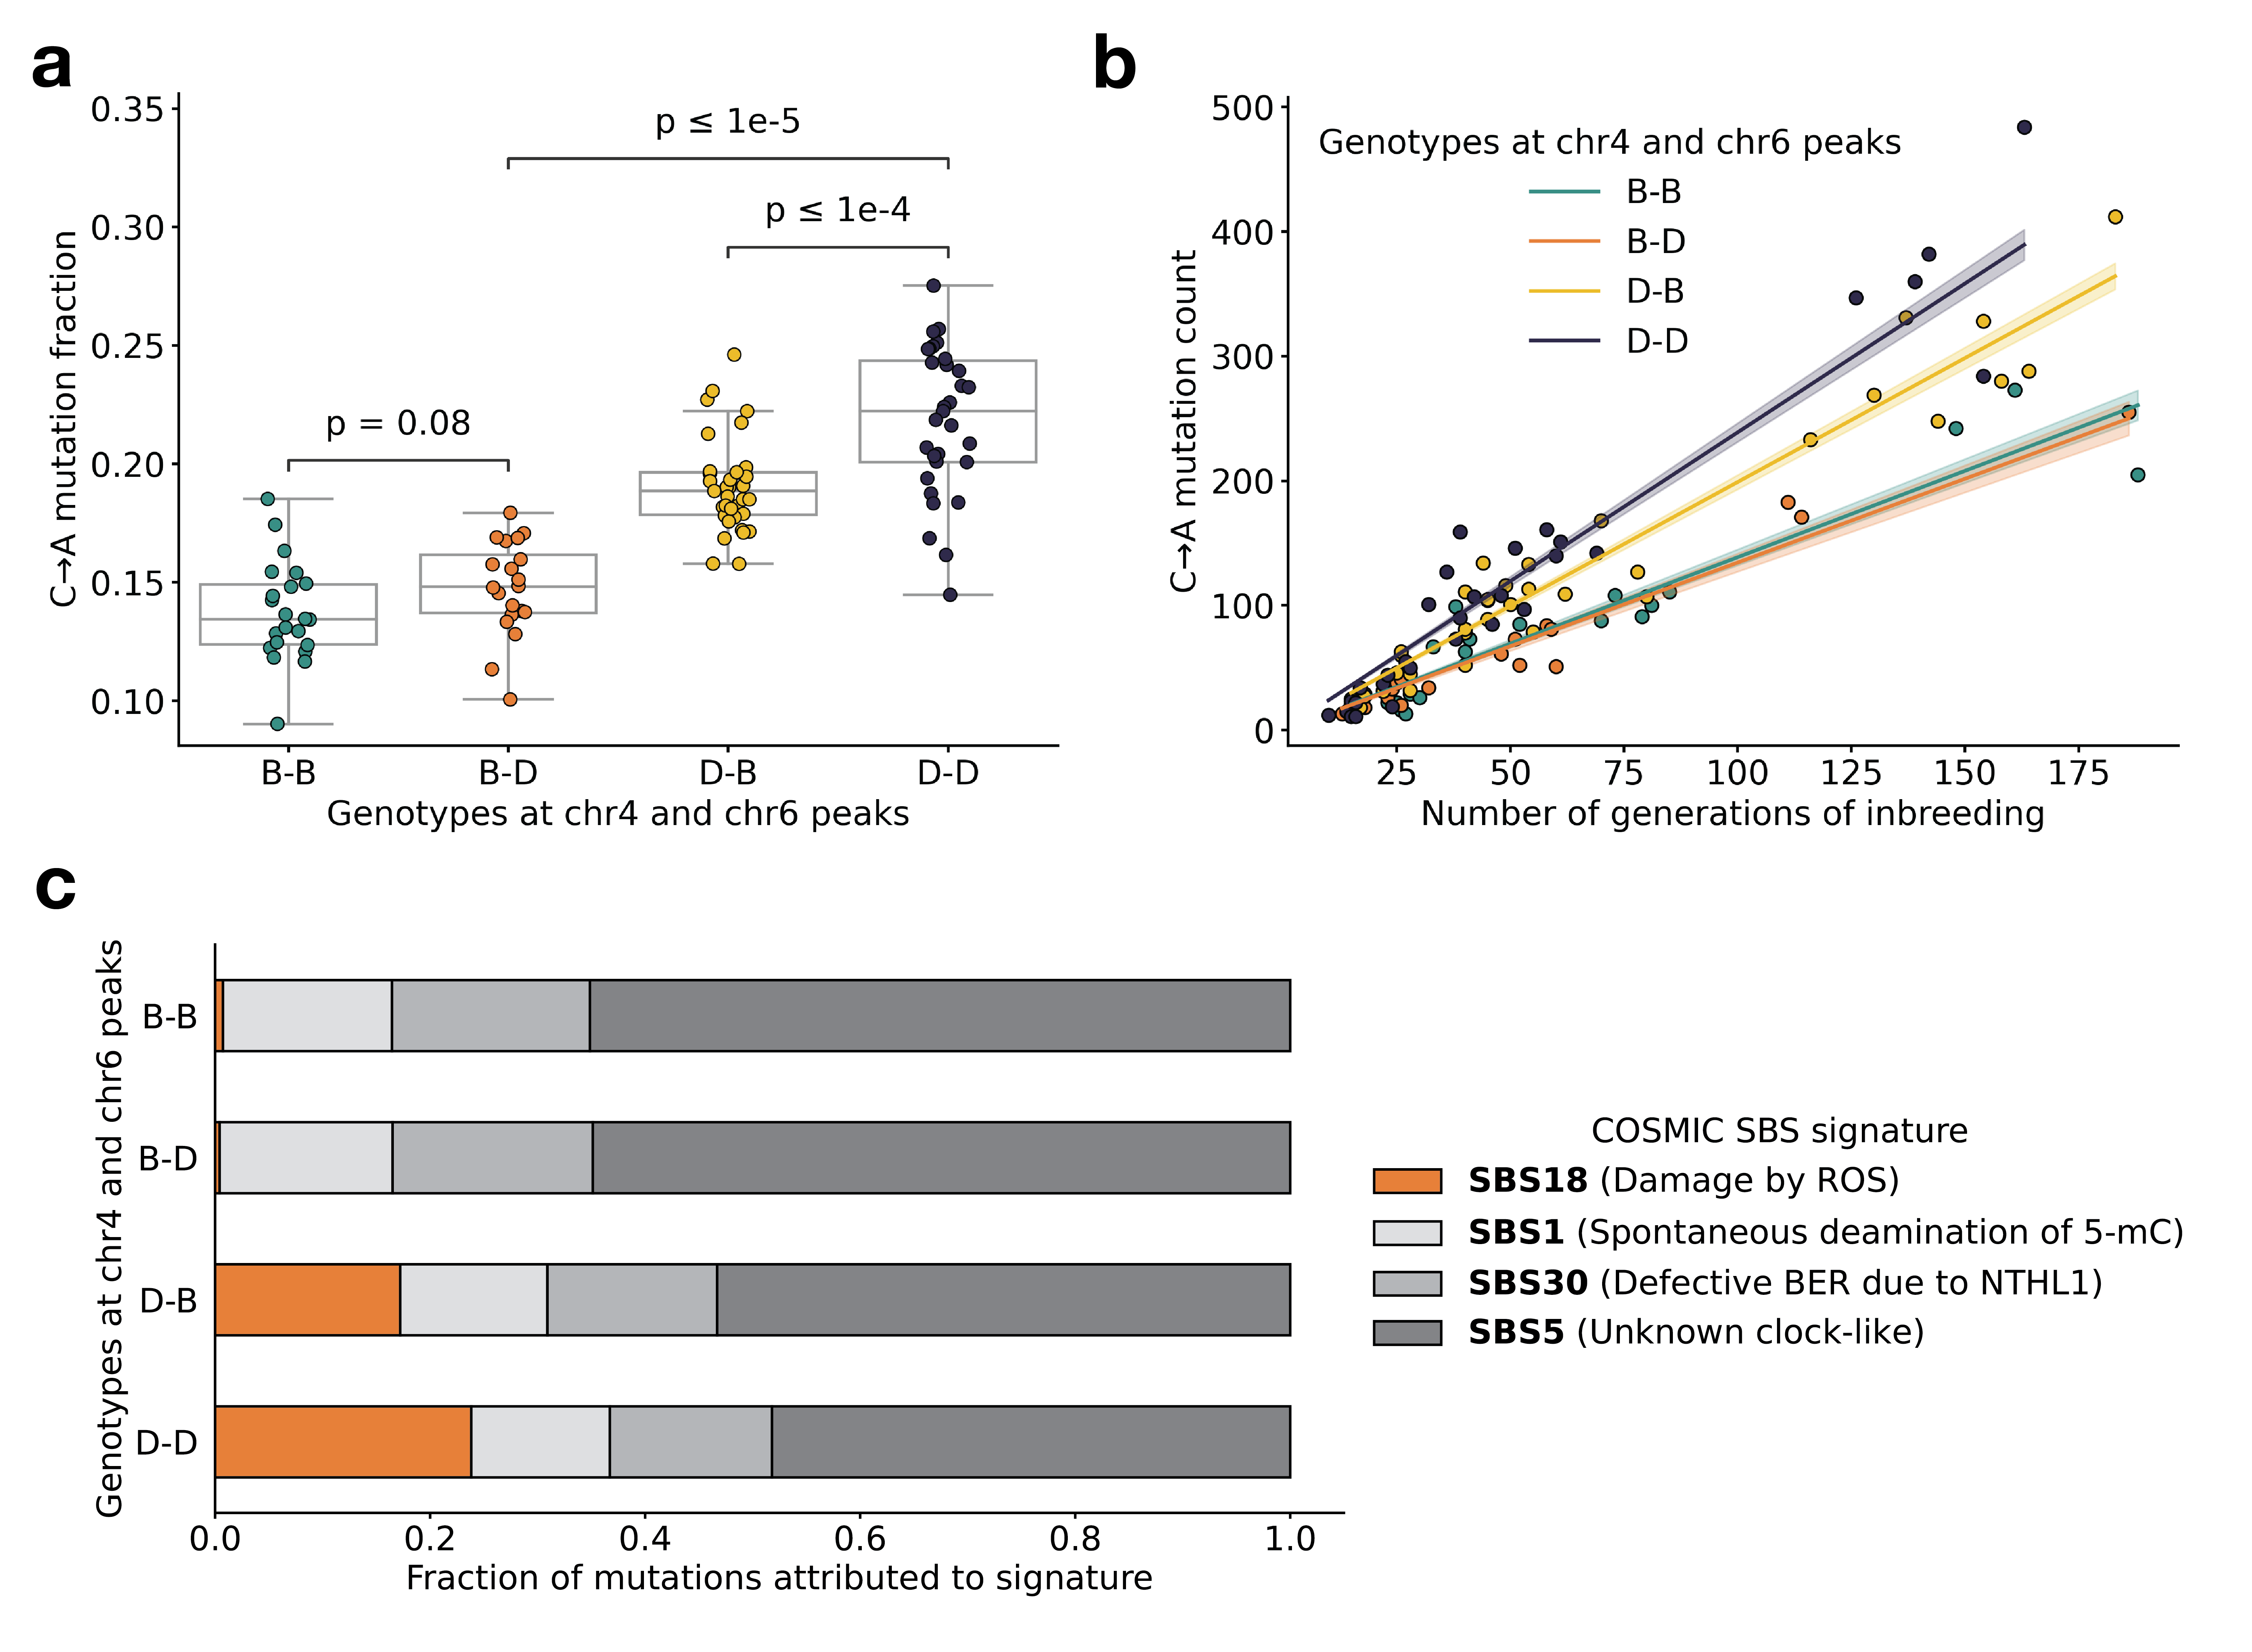 a
C→A mutation fraction
0.35
0.30
0.25
0.20
0.15
0.10
p ≤ 1e-5
p ≤ 1e-4
p = 0.08
B-B
B-D
D-B
D-D
Genotypes at chr4 and chr6 peaks
b
C→A mutation count
500
400
300
200
100
0
Genotypes at chr4 and chr6 peaks
B-B
B-D
D-B
D-D
25
50
75
100
125
150
175
Number of generations of inbreeding
c
Genotypes at chr4 and chr6 peaks
B-B
B-D
D-B
D-D
0.0
0.2
0.4
0.6
0.8
1.0
Fraction of mutations attributed to signature
COSMIC SBS signature
SBS18 (Damage by ROS)
SBS1 (Spontaneous deamination of 5-mC)
SBS30 (Defective BER due to NTHL1)
SBS5 (Unknown clock-like)